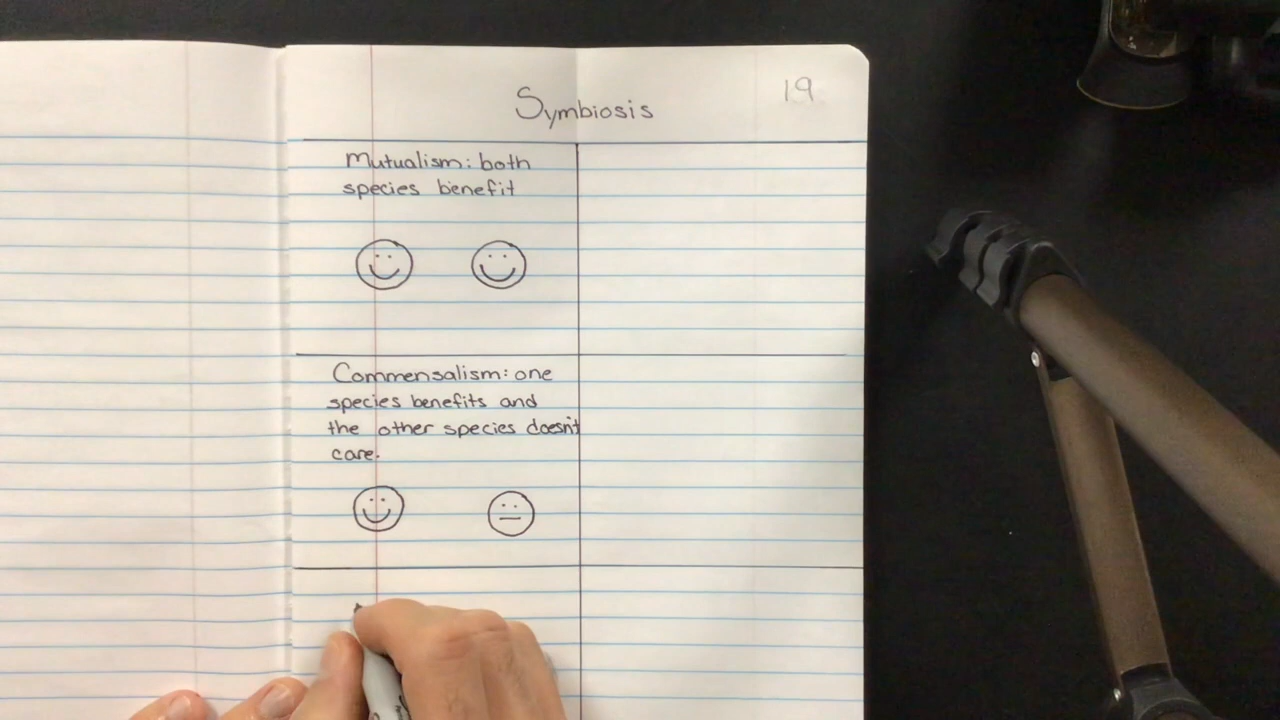 19
Symbiosis
Mutualism: both
species benefit
Commensalism: one
species benefits and
the other species doesn't
care.